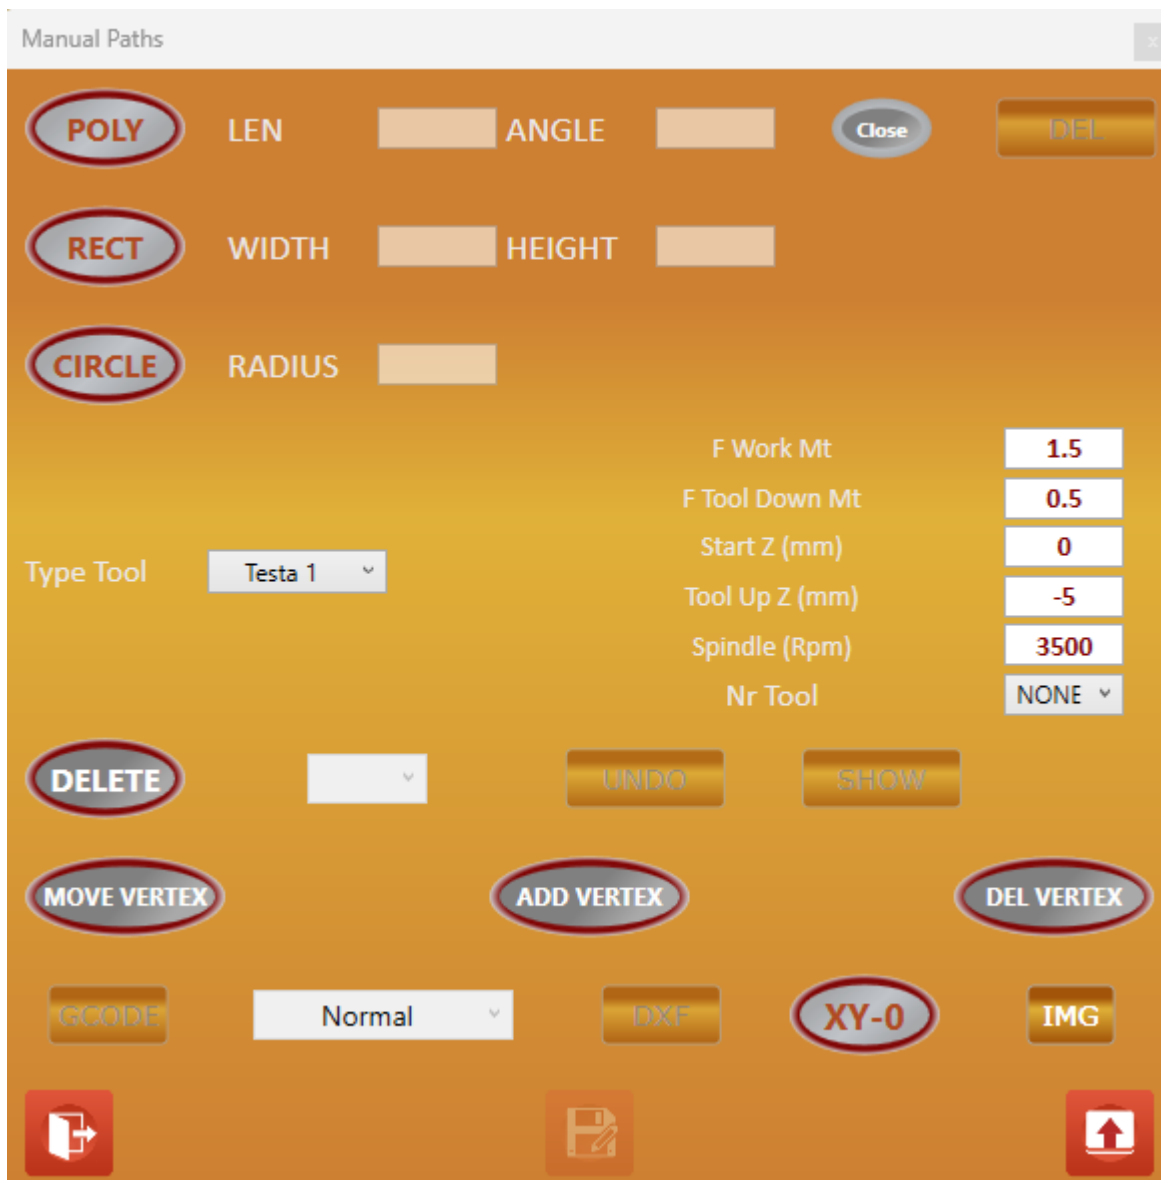 Manual Paths x
POLY LEN ANGLE Close DEL
RECT WIDTH HEIGHT
CIRCLE RADIUS
F Work Mt 1.5
F Tool Down Mt 0.5
Start Z (mm) 0
Type Tool Testa 1
Tool Up Z (mm) -5
Spindle (Rpm) 3500
Nr Tool NONE
DELETE UNDO SHOW
MOVE VERTEX ADD VERTEX DEL VERTEX
GCODE Normal DXF XY-0 IMG